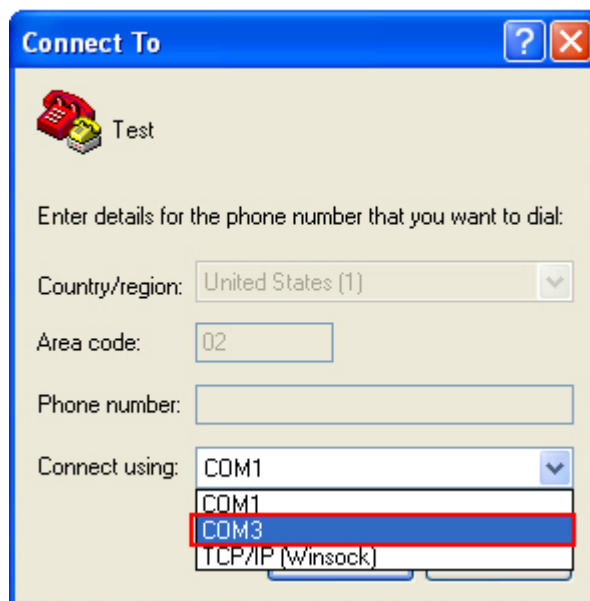 Connect To
?
Test
Enter details for the phone number that you want to dial:
Country/region: United States (1)
Area code: 02
Phone number:
Connect using: COM1
COM1
COM3
TCP/IP (Winsock)